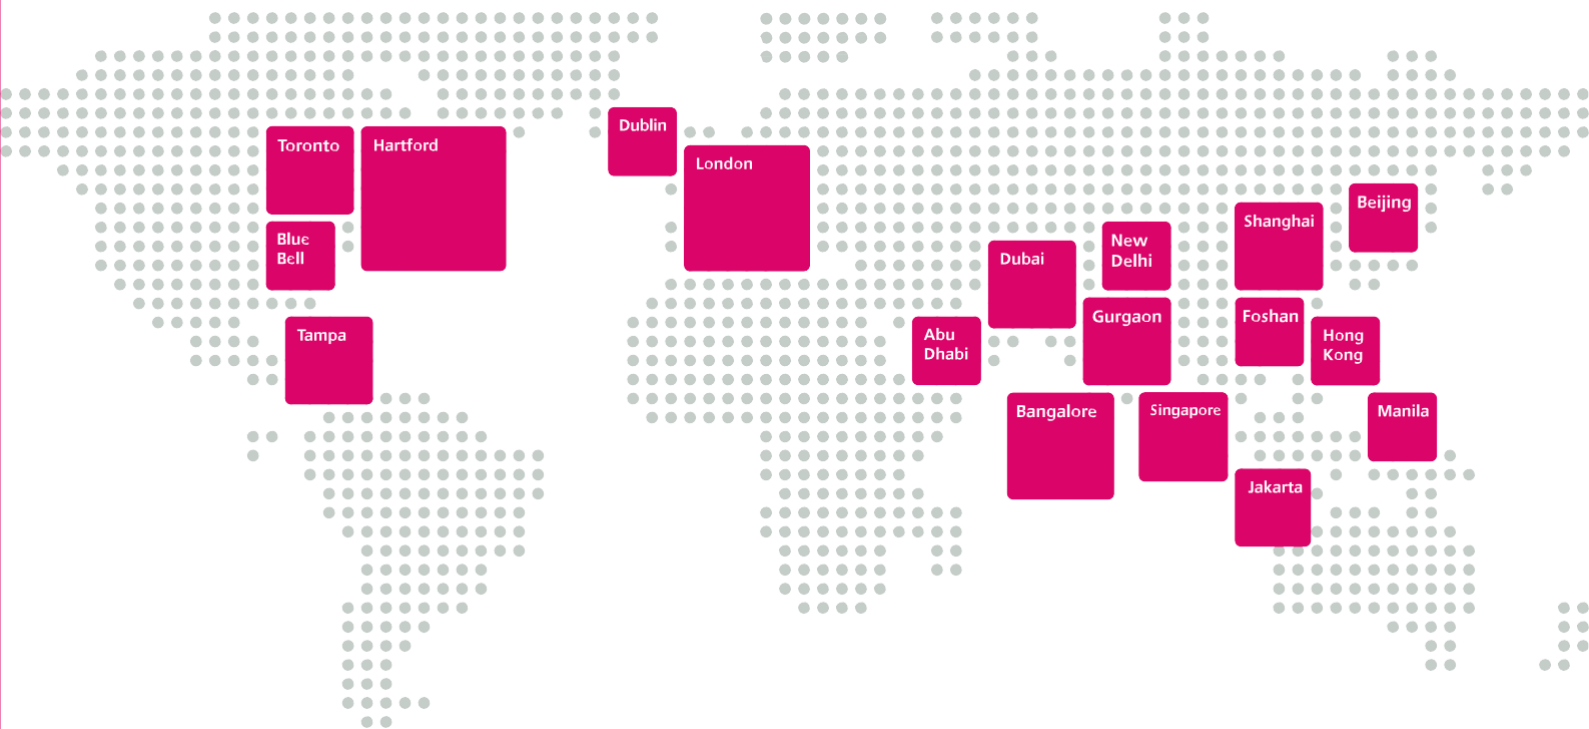 Dublin
Toronto
Hartford
London
Beijing
Shanghai
Blue
Bell
New
Delhi
Dubai
Gurgaon
Foshan
Tampa
Abu
Dhabi
Hong
Kong
Bangalore
Singapore
Manila
Jakarta